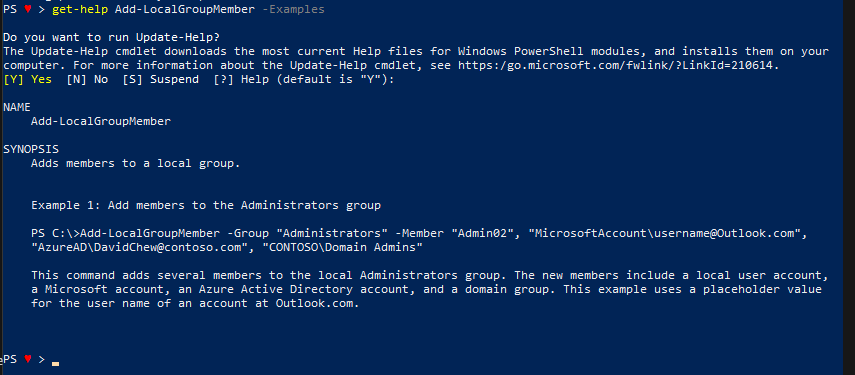 PS ♥ > get-help Add-LocalGroupMember -Examples
Do you want to run Update-Help?
The Update-Help cmdlet downloads the most current Help files for Windows PowerShell modules, and installs them on your
computer. For more information about the Update-Help cmdlet, see https:/go.microsoft.com/fwlink/?LinkId=210614.
[Y] Yes  [N] No  [S] Suspend  [?] Help (default is "Y"):
NAME
    Add-LocalGroupMember
SYNOPSIS
    Adds members to a local group.
    Example 1: Add members to the Administrators group
    PS C:\>Add-LocalGroupMember -Group "Administrators" -Member "Admin02", "MicrosoftAccount\username@Outlook.com",
    "AzureAD\DavidChew@contoso.com", "CONTOSO\Domain Admins"
    This command adds several members to the local Administrators group. The new members include a local user account,
    a Microsoft account, an Azure Active Directory account, and a domain group. This example uses a placeholder value
    for the user name of an account at Outlook.com.
PS ♥ >